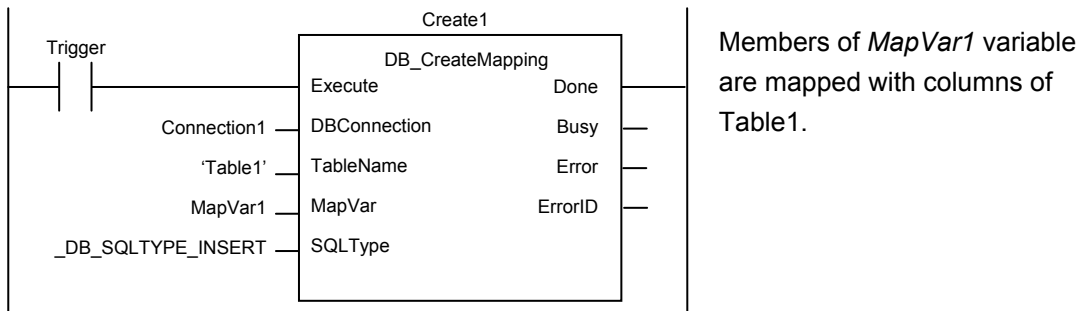 Create1
Trigger
DB_CreateMapping
Execute Done
Connection1 DBConnection Busy
‘Table1’ TableName Error
MapVar1 MapVar ErrorID
_DB_SQLTYPE_INSERT SQLType
Members of MapVar1 variable
are mapped with columns of
Table1.